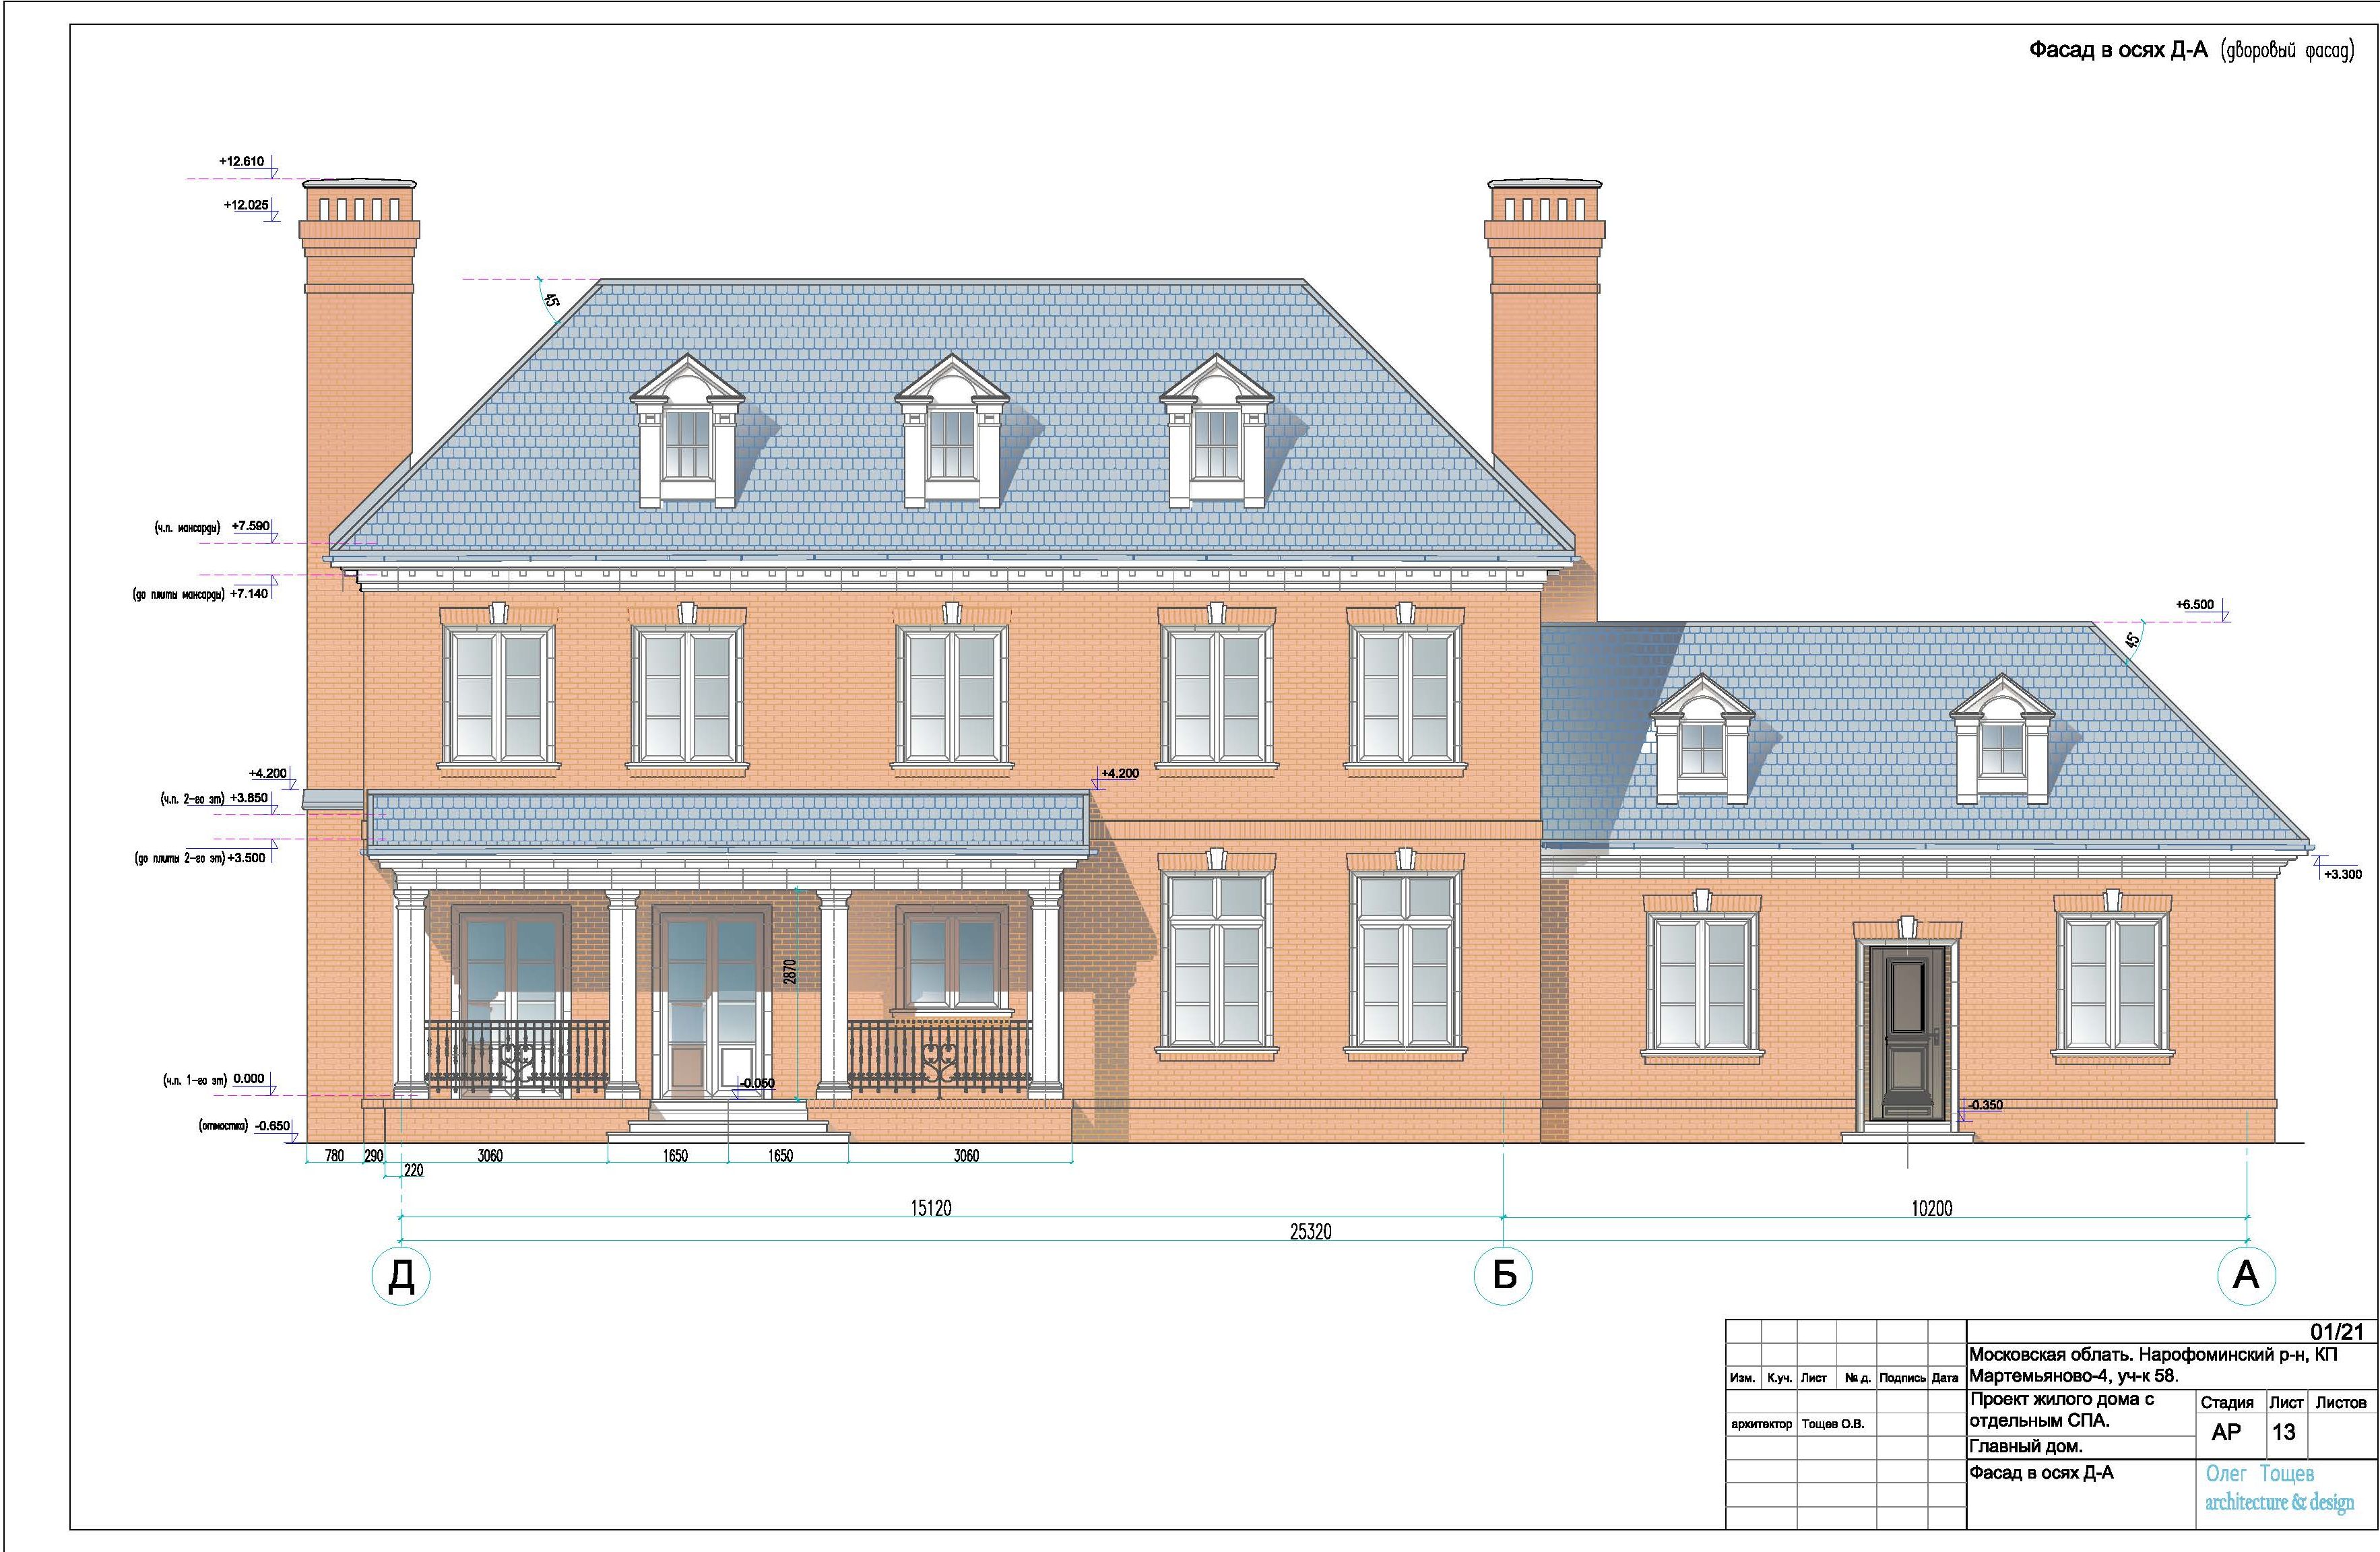 Фасад в осях Д-А (дворовый фасад)
+12.610
+12.025
45°
(ч.п. мансарды) +7.590
(до плиты мансарды) +7.140
+6.500
45°
+4.200
+4.200
(ч.п. 2-го эт) +3.850
(до плиты 2-го эт) +3.500
+3.300
2870
(ч.п. 1-го эт) 0.000
-0.050
-0.350
(отмостка) -0.650
780 290 3060 1650 1650 3060
220
15120 10200
25320
Д Б А
01/21
Московская облать. Нарофоминский р-н, КП
Мартемьяново-4, уч-к 58.
Изм. К.уч. Лист № д. Подпись Дата
Проект жилого дома с
отдельным СПА.
Стадия Лист Листов
архитектор Тощев О.В.
АР 13
Главный дом.
Фасад в осях Д-А
Олег Тощев
architecture & design